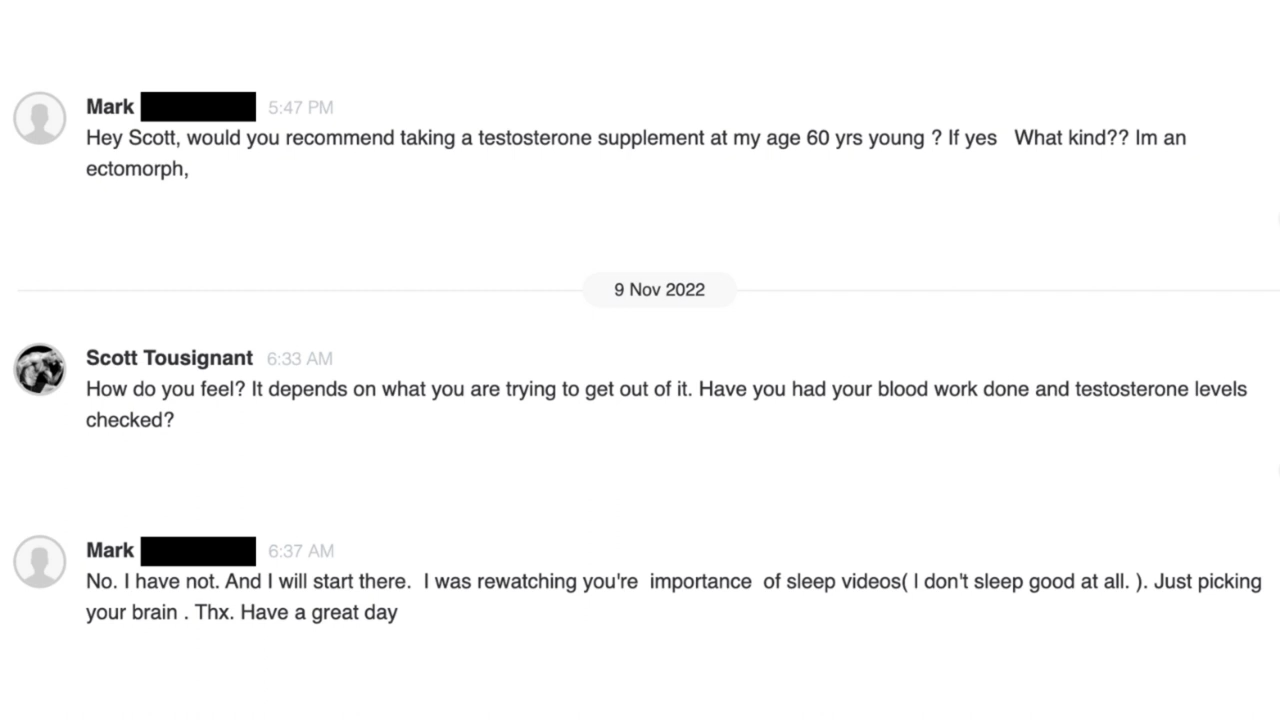 Mark 5:47 PM
Hey Scott, would you recommend taking a testosterone supplement at my age 60 yrs young ? If yes   What kind?? Im an
ectomorph,
9 Nov 2022
Scott Tousignant 6:33 AM
How do you feel? It depends on what you are trying to get out of it. Have you had your blood work done and testosterone levels
checked?
Mark 6:37 AM
No. I have not. And I will start there.  I was rewatching you're  importance  of sleep videos( I don't sleep good at all. ). Just picking
your brain . Thx. Have a great day